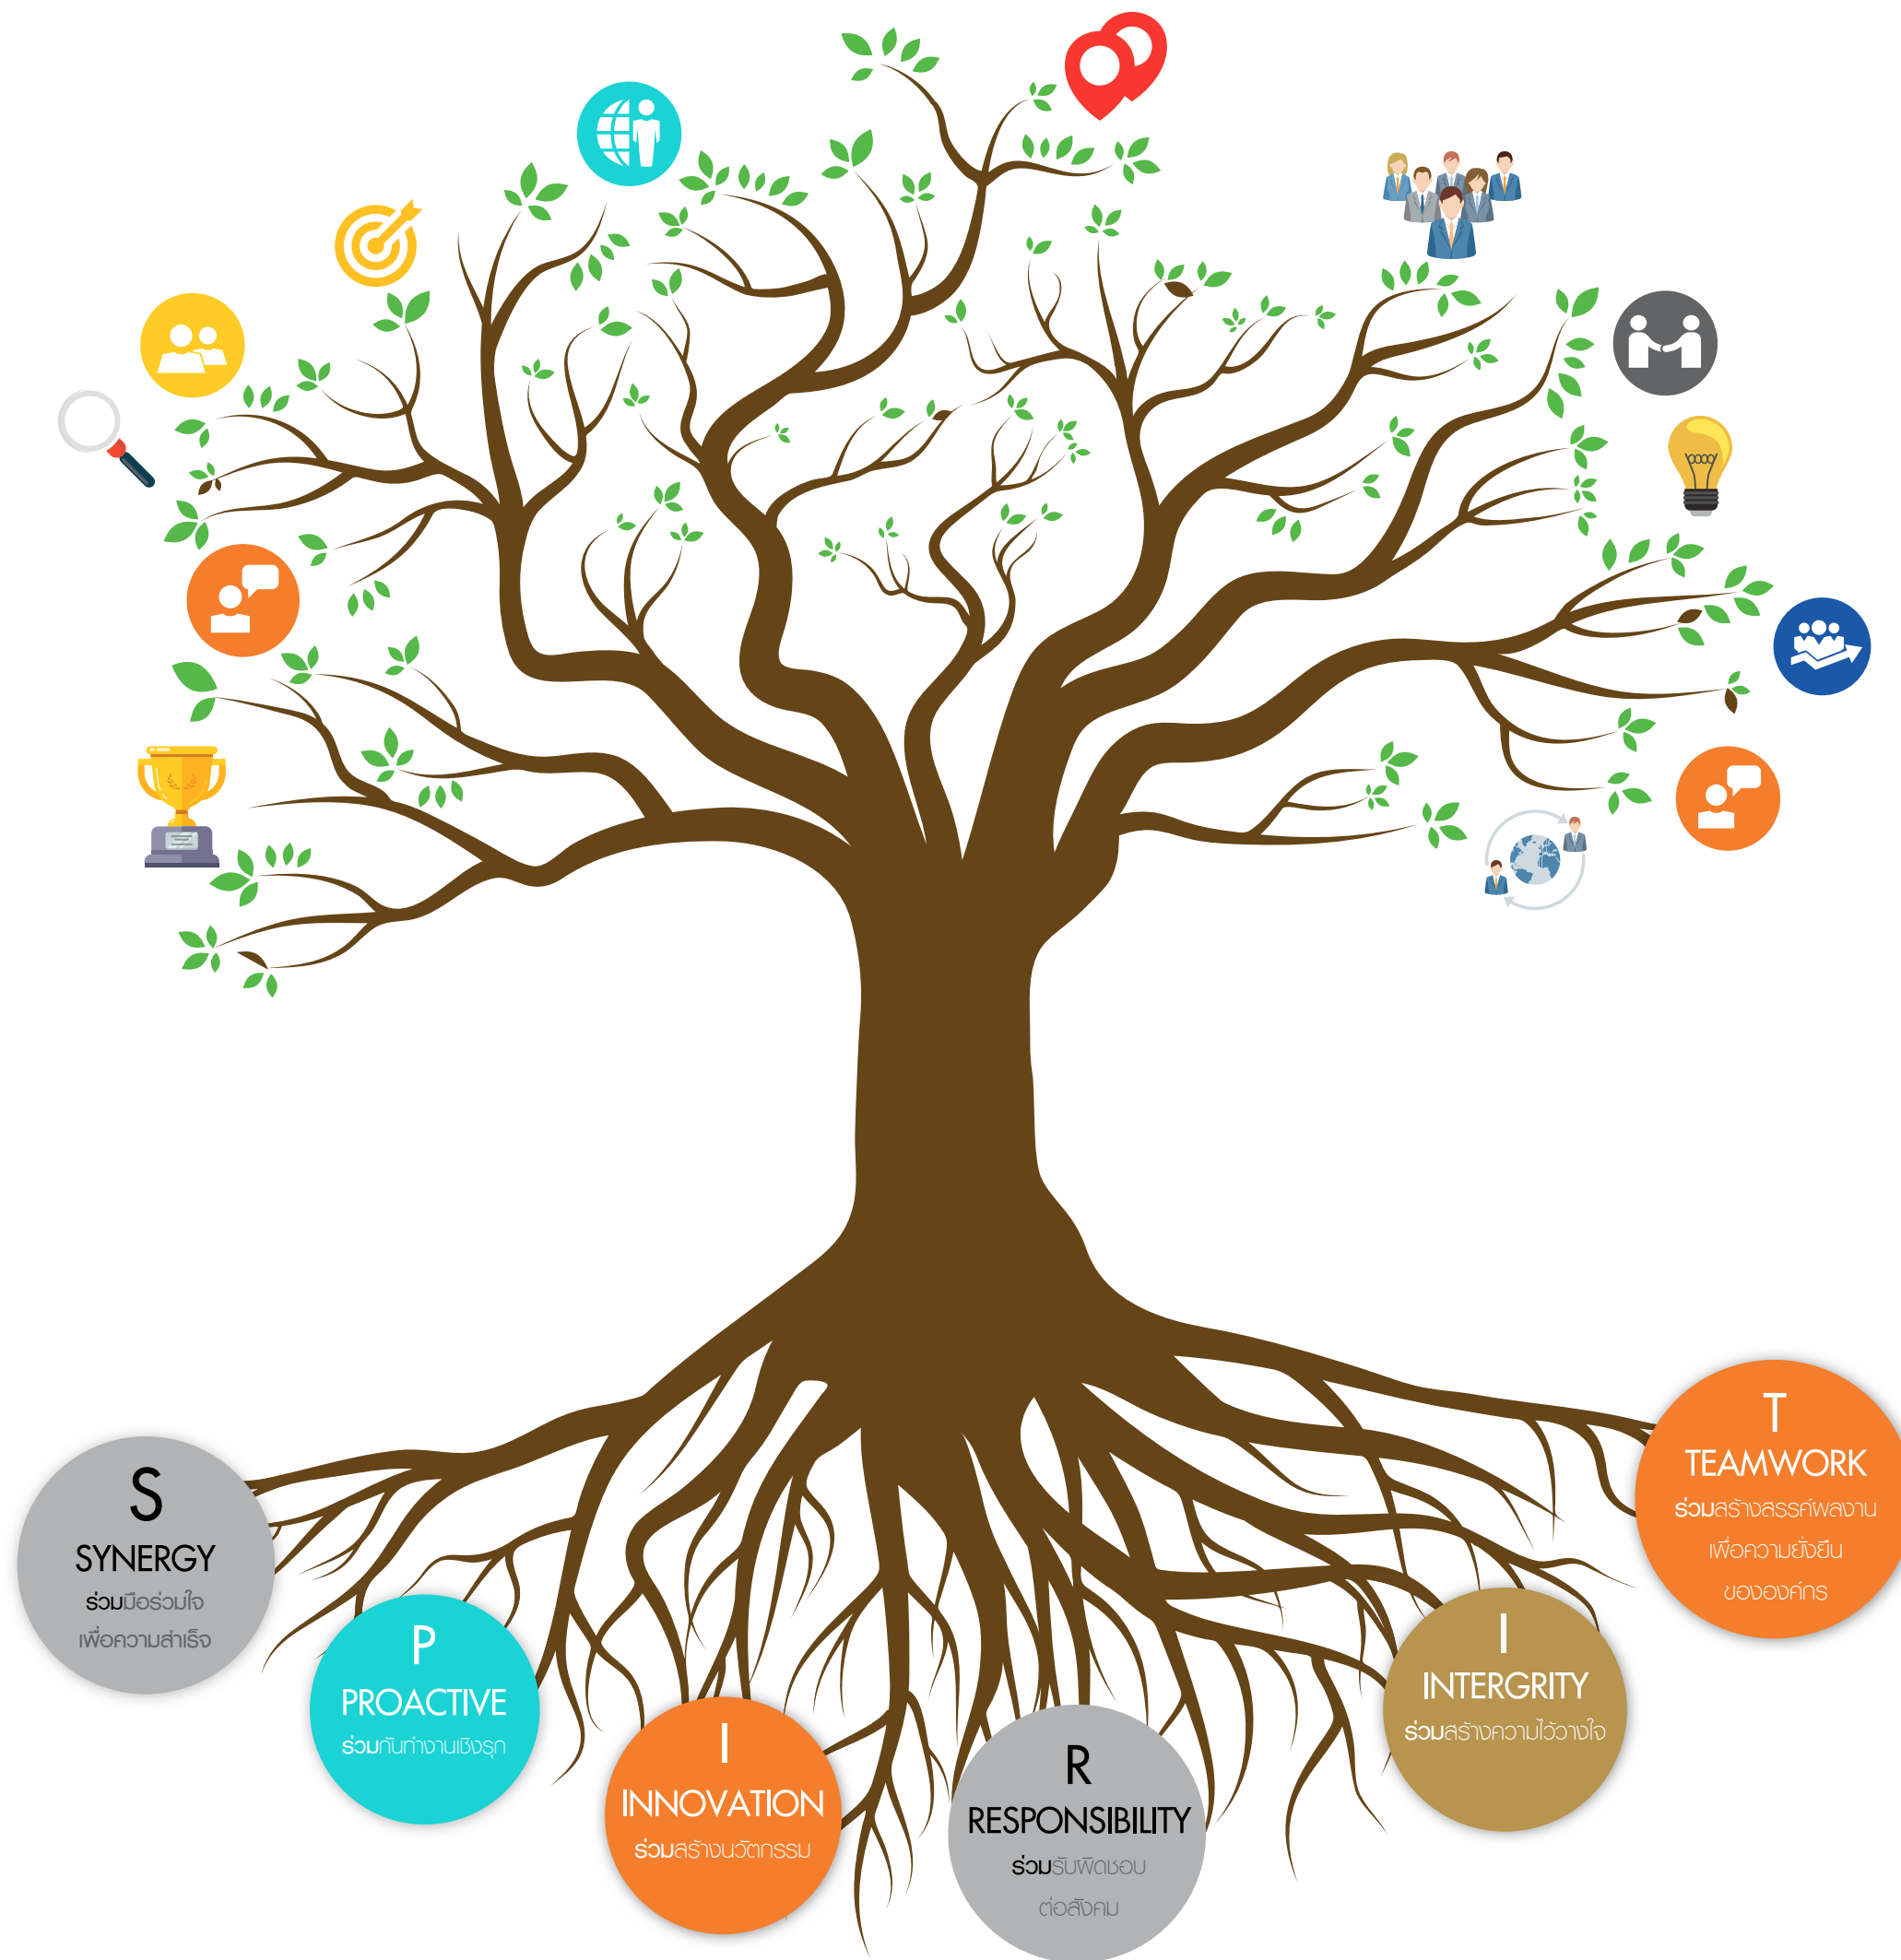 S
SYNERGY
ร่วมมือร่วมใจ
เพื่อความสำเร็จ
P
PROACTIVE
ร่วมกันทำงานเชิงรุก
I
INNOVATION
ร่วมสร้างนวัตกรรม
R
RESPONSIBILITY
ร่วมรับผิดชอบ
ต่อสังคม
I
INTERGRITY
ร่วมสร้างความไว้วางใจ
T
TEAMWORK
ร่วมสร้างสรรค์ผลงาน
เพื่อความยั่งยืน
ขององค์กร